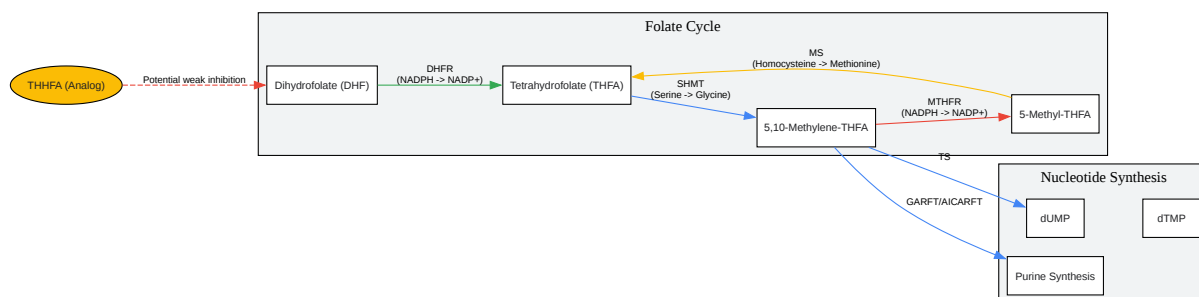 Folate Cycle
THHFA (Analog)
Potential weak inhibition
Dihydrofolate (DHF)
DHFR
(NADPH -> NADP+)
Tetrahydrofolate (THFA)
MS
(Homocysteine -> Methionine)
SHMT
(Serine -> Glycine)
5,10-Methylene-THFA
MTHFR
(NADPH -> NADP+)
5-Methyl-THFA
TS
GARFT/AICARFT
Nucleotide Synthesis
dUMP
dTMP
Purine Synthesis